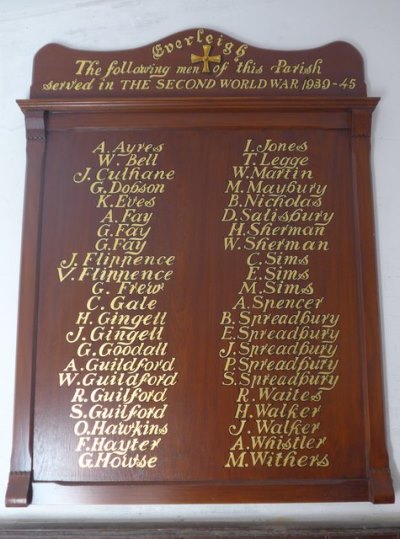 Everleigh
The following men of this Parish
served in THE SECOND WORLD WAR 1939-45
A. Ayres
W. Bell
J. Culhane
G. Dobson
K. Eves
A. Fay
G. Fay
G. Fay
J. Flippence
V. Flippence
G. Frew
C. Gale
H. Gingell
J. Gingell
G. Goodall
A. Guildford
W. Guildford
R. Guilford
S. Guilford
O. Hawkins
F. Hayter
G. Howse
I. Jones
T. Legge
W. Martin
M. Maybury
B. Nicholas
D. Salisbury
H. Sherman
W. Sherman
C. Sims
E. Sims
M. Sims
A. Spencer
B. Spreadbury
E. Spreadbury
J. Spreadbury
P. Spreadbury
S. Spreadbury
R. Waites
H. Walker
J. Walker
A. Whistler
M. Withers